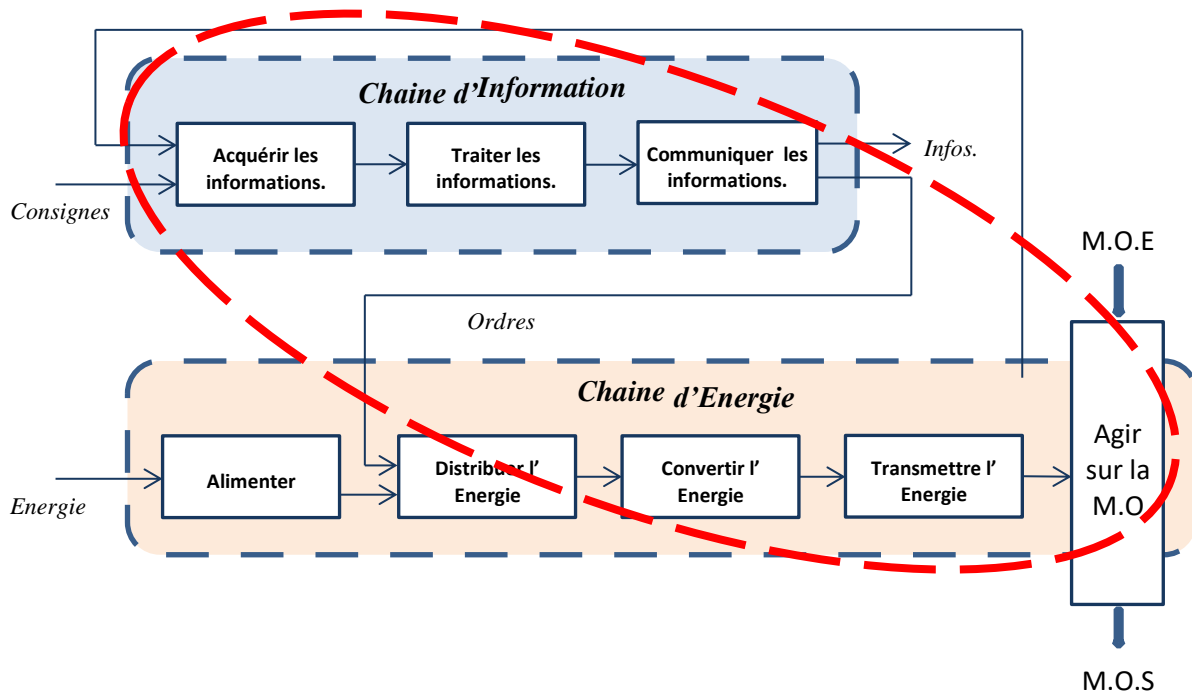 Chaine d'Information
Acquérir les
informations.
Traiter les
informations.
Communiquer les
informations.
Infos.
Consignes
M.O.E
Ordres
Chaine d'Energie
Alimenter
Distribuer l'
Energie
Convertir l'
Energie
Transmettre l'
Energie
Agir
sur la
M.O
Energie
M.O.S